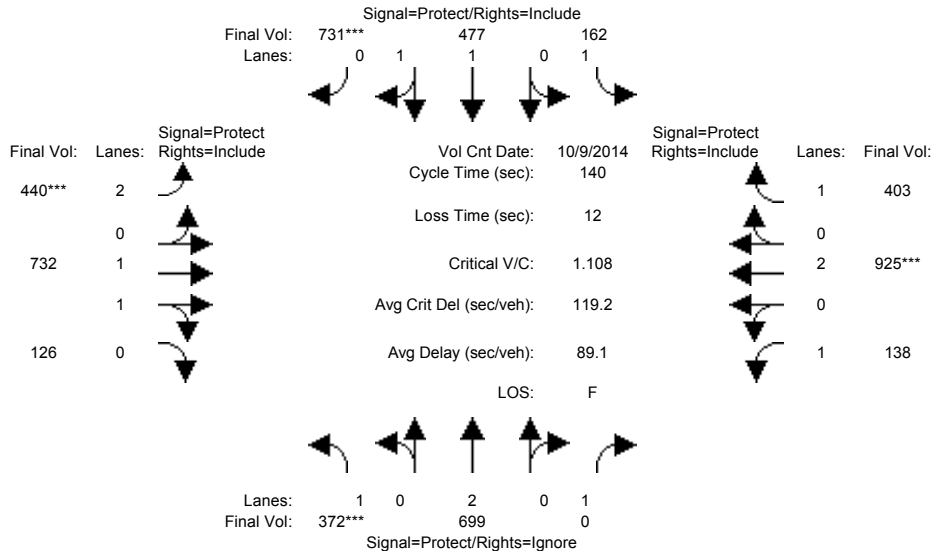 Signal=Protect/Rights=Include
Final Vol: 731*** 477 162
Lanes: 0 1 1 0 1
Signal=Protect Signal=Protect
Final Vol: Lanes: Rights=Include Vol Cnt Date: 10/9/2014 Rights=Include Lanes: Final Vol:
Cycle Time (sec): 140
440*** 2 1 403
Loss Time (sec): 12
0 0
732 1 Critical V/C: 1.108 2 925***
1 Avg Crit Del (sec/veh): 119.2 0
126 0 Avg Delay (sec/veh): 89.1 1 138
LOS: F
Lanes: 1 0 2 0 1
Final Vol: 372*** 699 0
Signal=Protect/Rights=Ignore